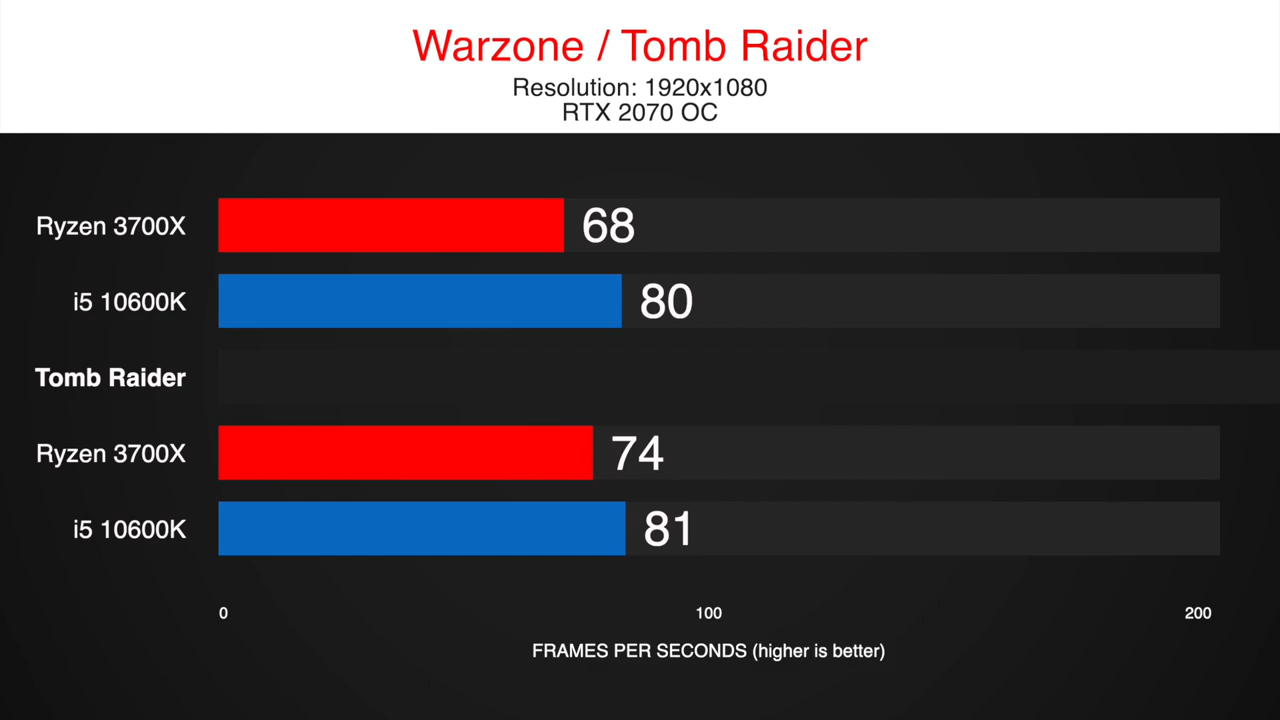 Warzone / Tomb Raider
Resolution: 1920x1080
RTX 2070 OC
Ryzen 3700X 68
i5 10600K 80
Tomb Raider
Ryzen 3700X 74
i5 10600K 81
0 100 200
FRAMES PER SECONDS (higher is better)